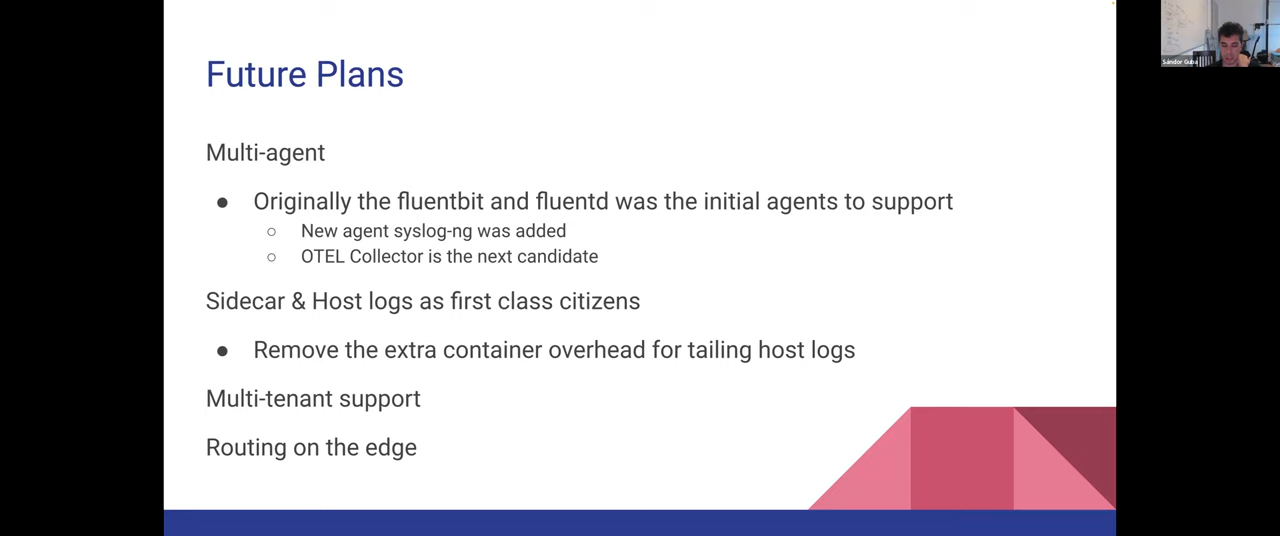 Future Plans
Multi-agent
● Originally the fluentbit and fluentd was the initial agents to support
○ New agent syslog-ng was added
○ OTEL Collector is the next candidate
Sidecar & Host logs as first class citizens
● Remove the extra container overhead for tailing host logs
Multi-tenant support
Routing on the edge
Sándor Guba